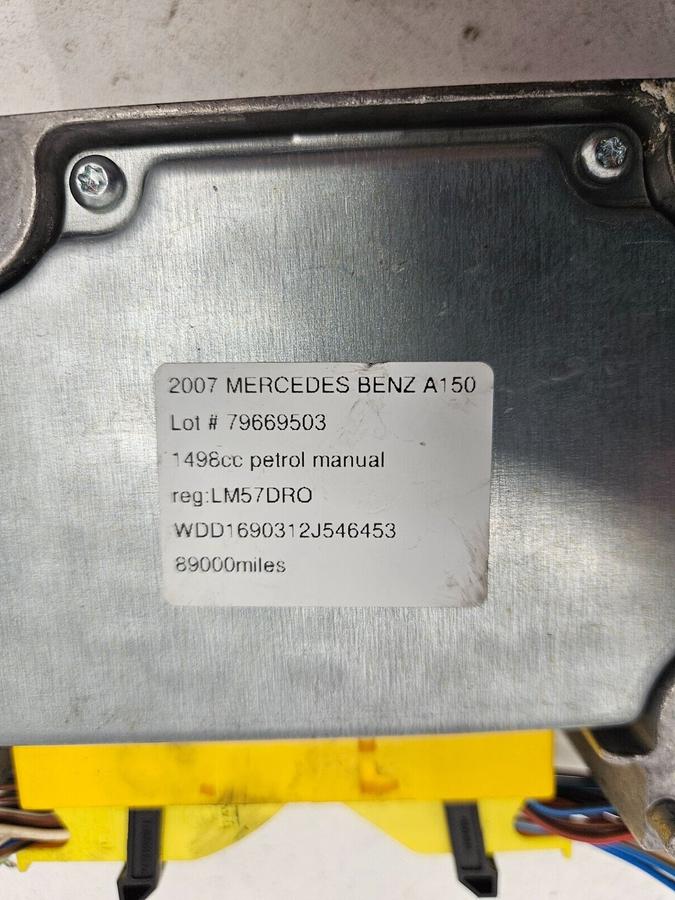 2007 MERCEDES BENZ A150
Lot # 79669503
1498cc petrol manual
reg:LM57DRO
WDD1690312J546453
89000miles